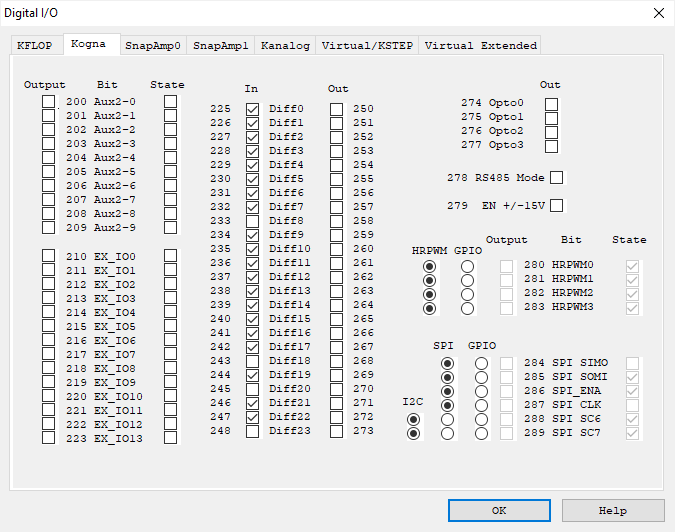 Digital I/O
KFLOP Kogna SnapAmp0 SnapAmp1 Kanalog Virtual/KSTEP Virtual Extended
Output Bit State
200 Aux2-0
201 Aux2-1
202 Aux2-2
203 Aux2-3
204 Aux2-4
205 Aux2-5
206 Aux2-6
207 Aux2-7
208 Aux2-8
209 Aux2-9
210 EX_IO0
211 EX_IO1
212 EX_IO2
213 EX_IO3
214 EX_IO4
215 EX_IO5
216 EX_IO6
217 EX_IO7
218 EX_IO8
219 EX_IO9
220 EX_IO10
221 EX_IO11
222 EX_IO12
223 EX_IO13
In Out
225 Diff0 250
226 Diff1 251
227 Diff2 252
228 Diff3 253
229 Diff4 254
230 Diff5 255
231 Diff6 256
232 Diff7 257
233 Diff8 258
234 Diff9 259
235 Diff10 260
236 Diff11 261
237 Diff12 262
238 Diff13 263
239 Diff14 264
240 Diff15 265
241 Diff16 266
242 Diff17 267
243 Diff18 268
244 Diff19 269
245 Diff20 270
246 Diff21 271
247 Diff22 272
248 Diff23 273
Out
274 Opto0
275 Opto1
276 Opto2
277 Opto3
278 RS485 Mode
279 EN +/-15V
HRPWM GPIO Output Bit State
280 HRPWM0
281 HRPWM1
282 HRPWM2
283 HRPWM3
SPI GPIO
284 SPI SIMO
285 SPI SOMI
286 SPI_ENA
287 SPI CLK
I2C
288 SPI SC6
289 SPI SC7
OK Help